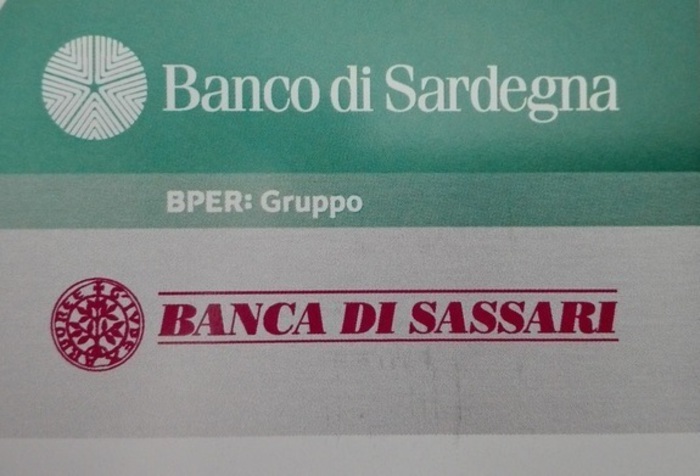 Banco di Sardegna
BPER: Gruppo
BANCA DI SASSARI